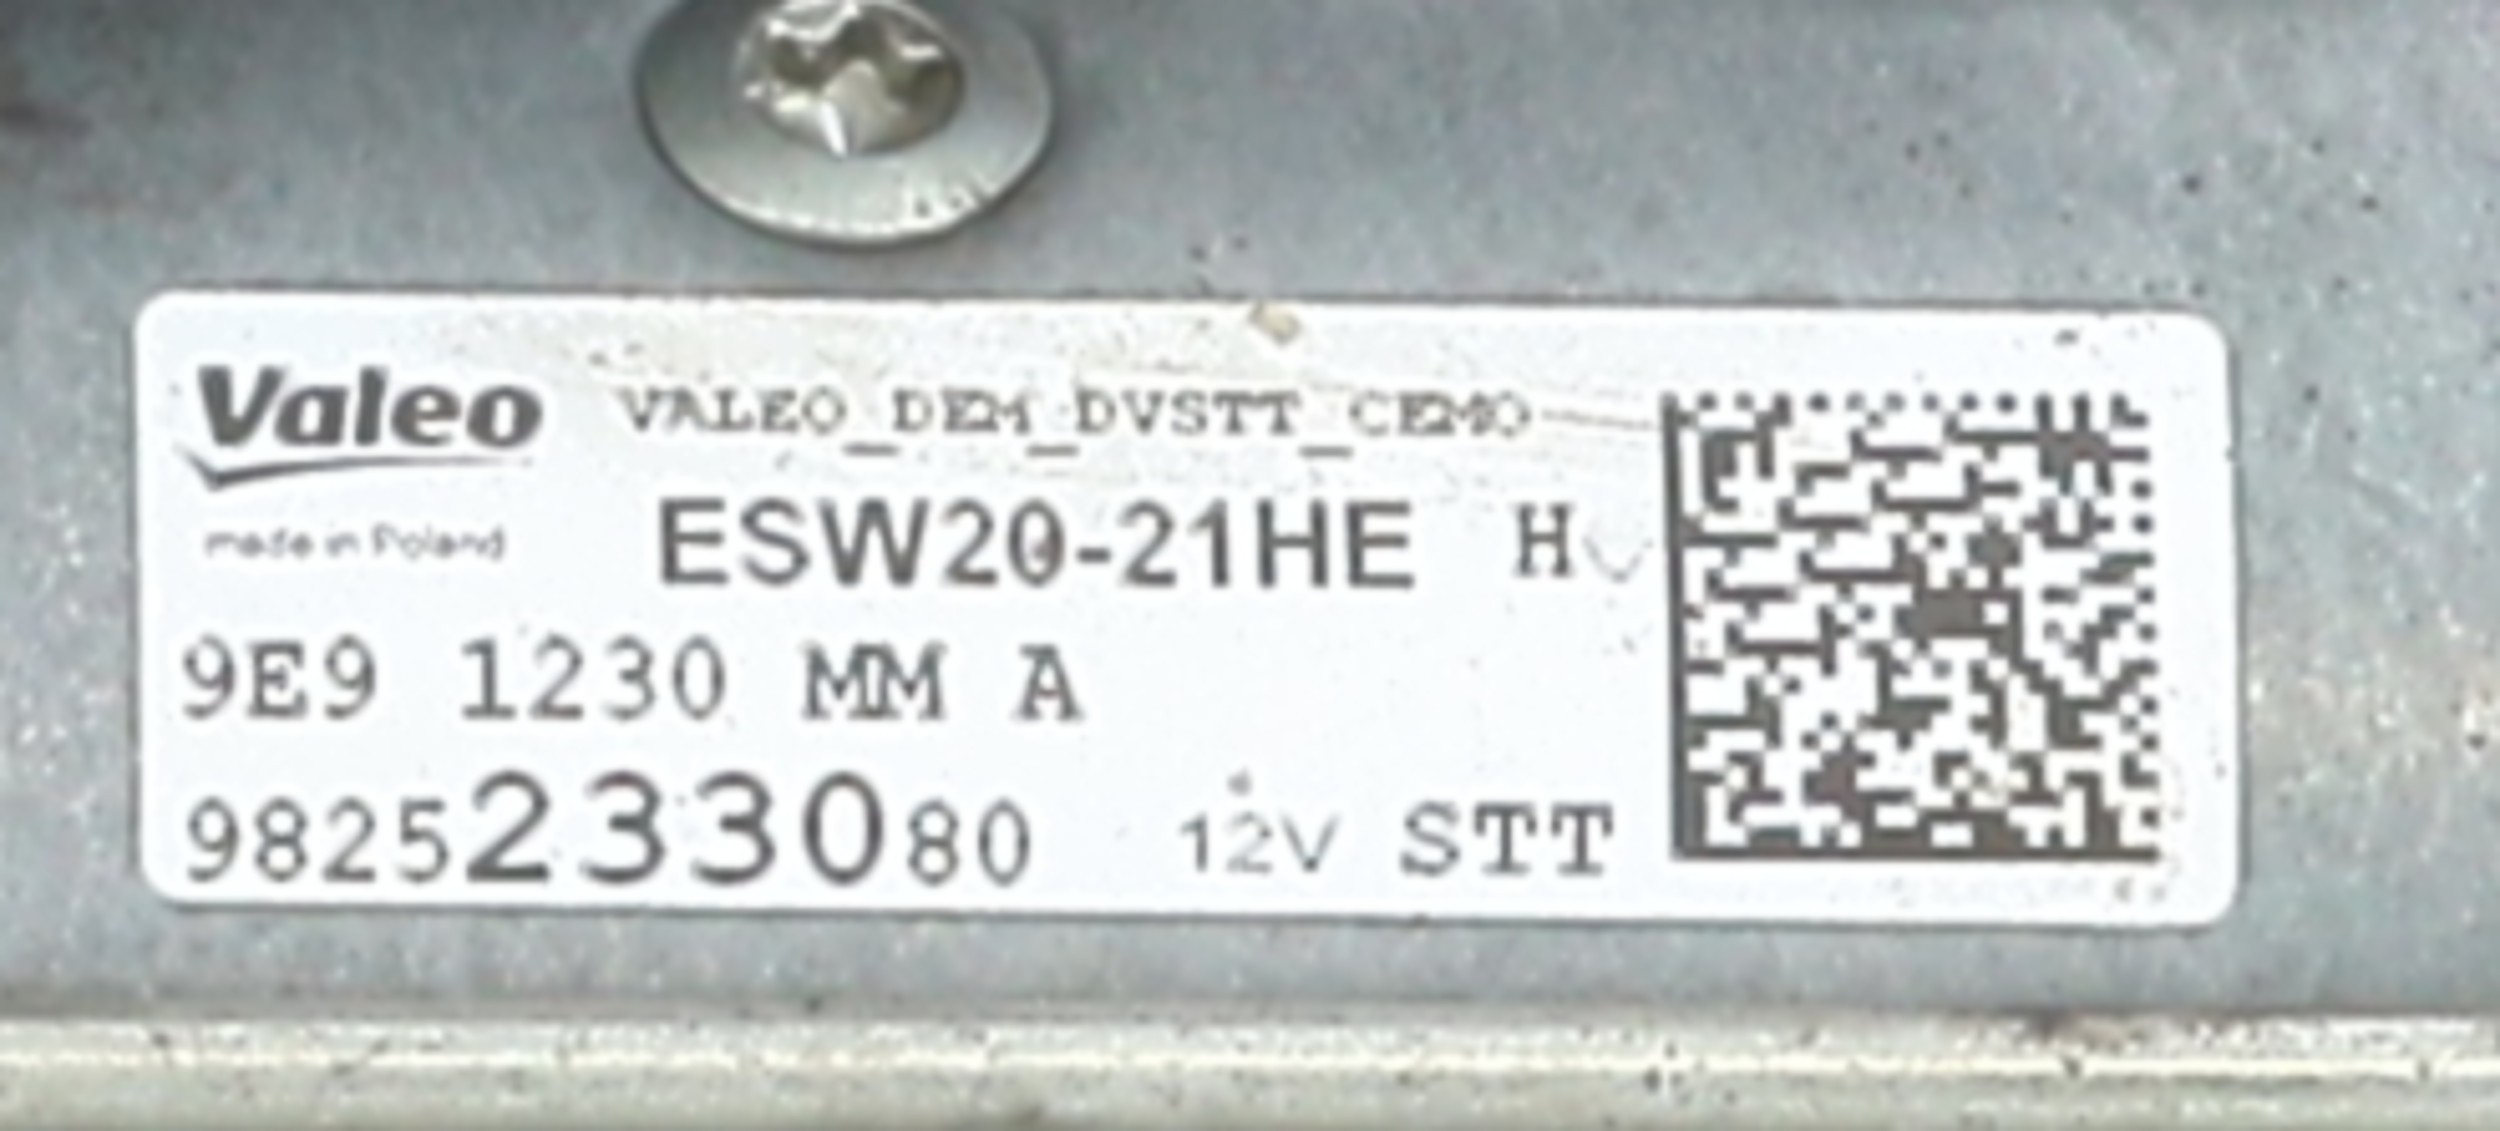 Valeo VALEO_DEM_DVSTT_CEMO
made in Poland ESW20-21HE H
9E9 1230 MM A
9825233080 12V STT